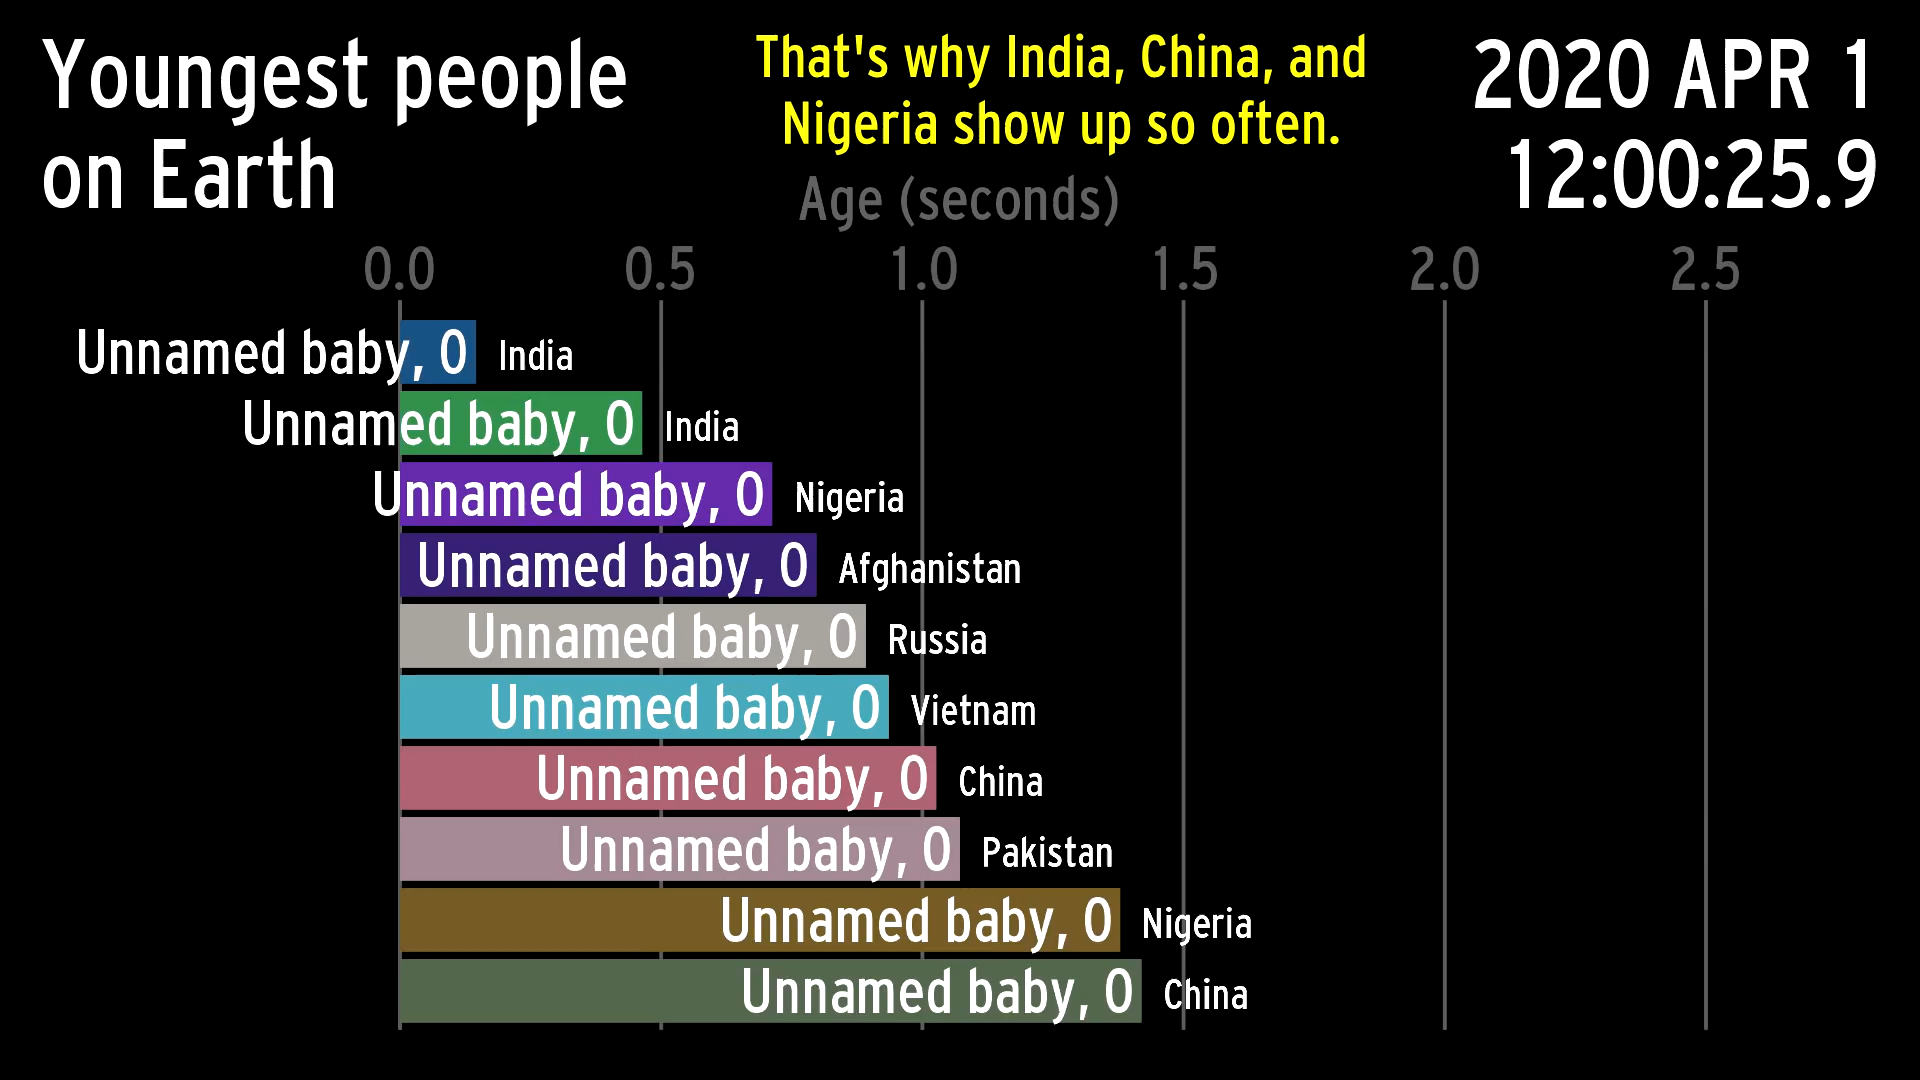 Youngest people
on Earth
That's why India, China, and
Nigeria show up so often.
2020 APR 1
12:00:25.9
Age (seconds)
0.0 0.5 1.0 1.5 2.0 2.5
Unnamed baby, 0 India
Unnamed baby, 0 India
Unnamed baby, 0 Nigeria
Unnamed baby, 0 Afghanistan
Unnamed baby, 0 Russia
Unnamed baby, 0 Vietnam
Unnamed baby, 0 China
Unnamed baby, 0 Pakistan
Unnamed baby, 0 Nigeria
Unnamed baby, 0 China